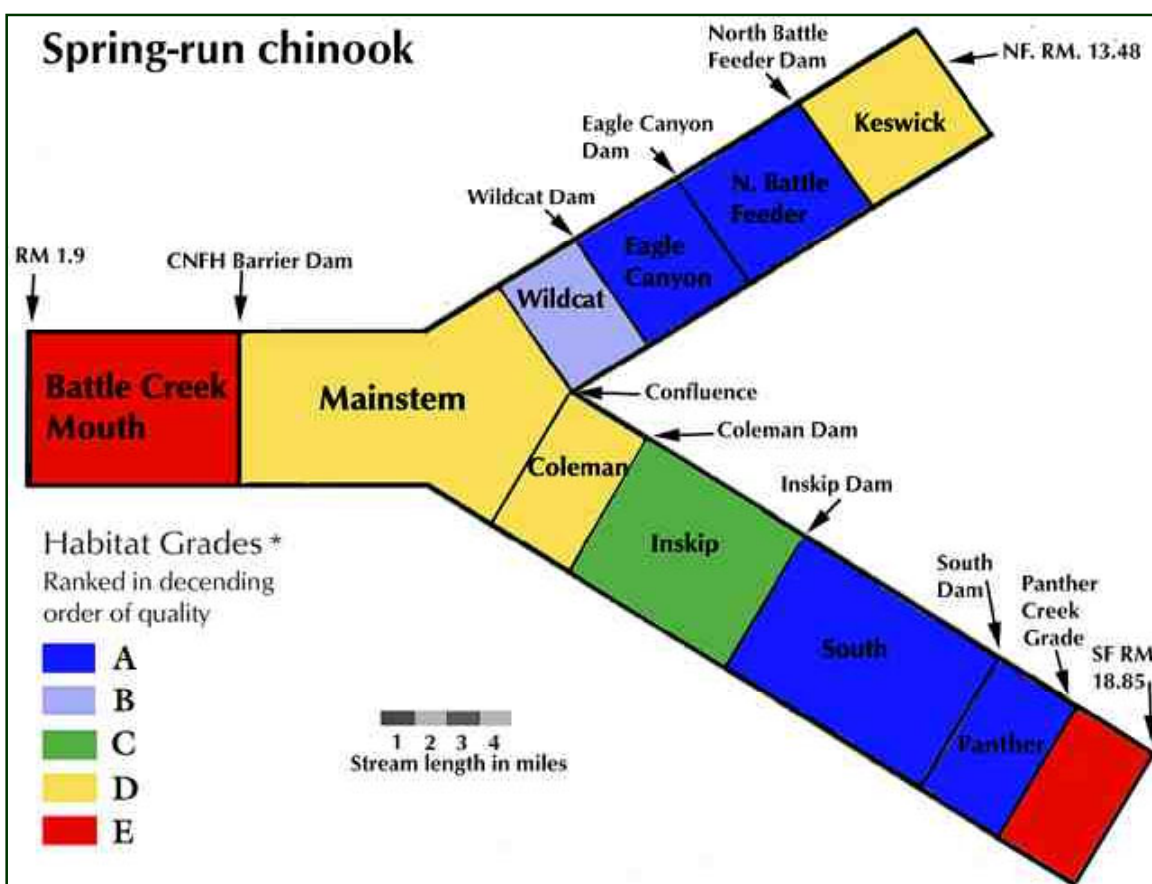 Spring-run chinook
North Battle
Feeder Dam
NF. RM. 13.48
Keswick
Eagle Canyon
Dam
N. Battle
Feeder
Wildcat Dam
Eagle
Canyon
RM 1.9
CNFH Barrier Dam
Wildcat
Battle Creek
Mouth
Mainstem
Confluence
Coleman Dam
Coleman
Inskip Dam
Inskip
South
Dam
Panther
Creek
Grade
SF RM
18.85
South
Panther
Habitat Grades *
Ranked in decending
order of quality
A
B
C
D
E
1 2 3 4
Stream length in miles